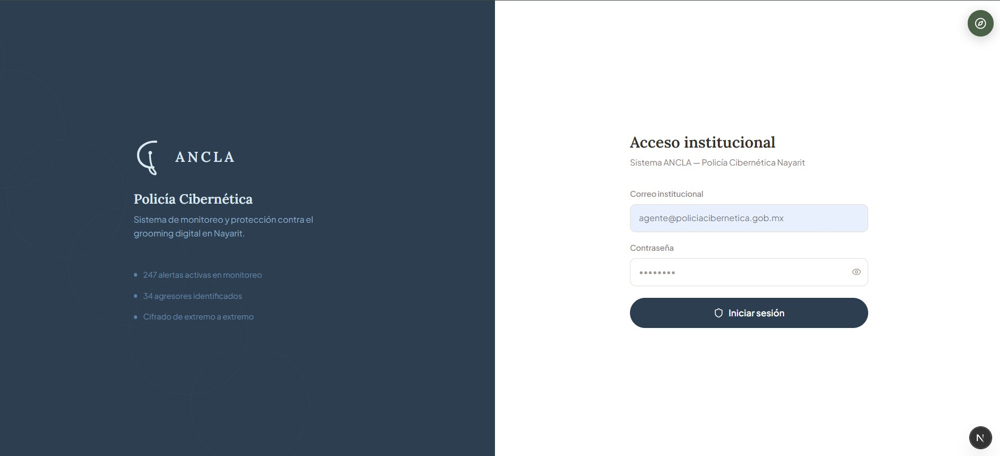 ANCLA
Policía Cibernética
Sistema de monitoreo y protección contra el
grooming digital en Nayarit.
247 alertas activas en monitoreo
34 agresores identificados
Cifrado de extremo a extremo
Acceso institucional
Sistema ANCLA — Policía Cibernética Nayarit
Correo institucional
agente@policiacibernetica.gob.mx
Contraseña
••••••••
Iniciar sesión
N